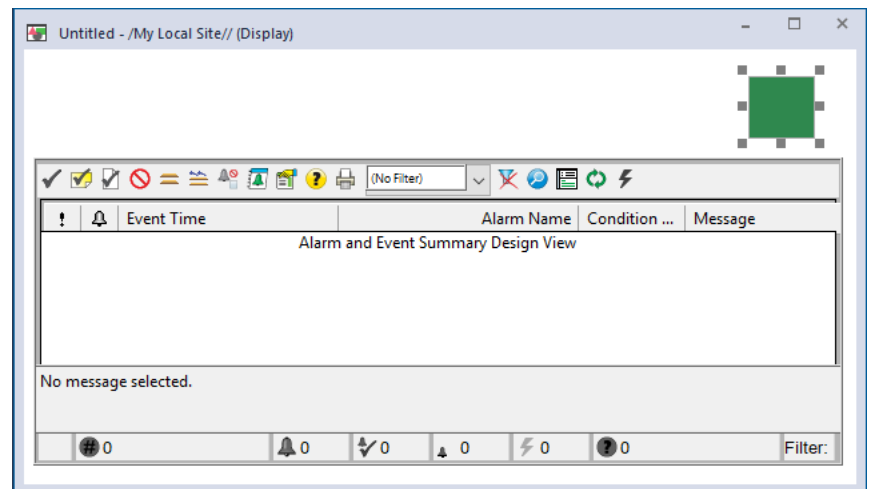 Untitled - /My Local Site// (Display)
(No Filter)
! Event Time Alarm Name Condition ... Message
Alarm and Event Summary Design View
No message selected.
# 0 0 0 0 0 ? 0 Filter: